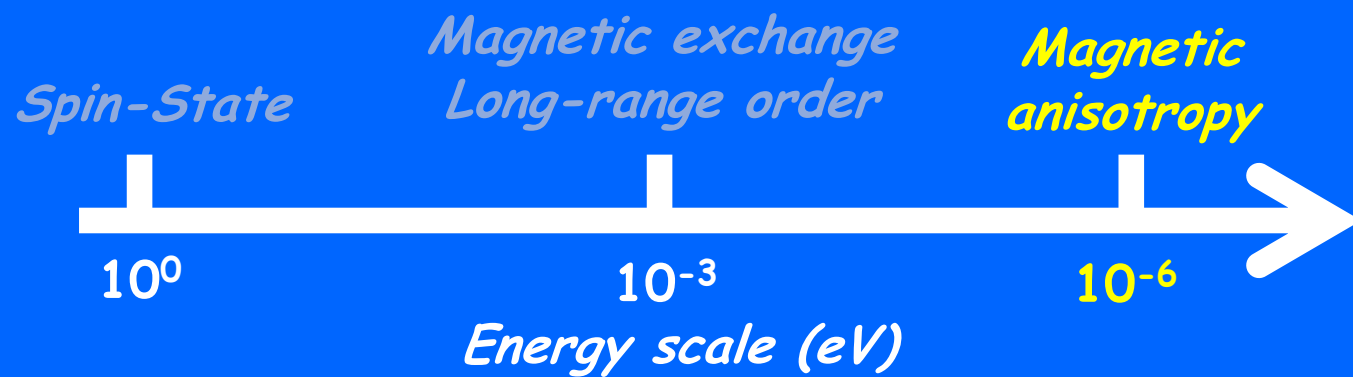 Spin-State
Magnetic exchange
Long-range order
Magnetic
anisotropy
10⁰
10⁻³
10⁻⁶
Energy scale (eV)